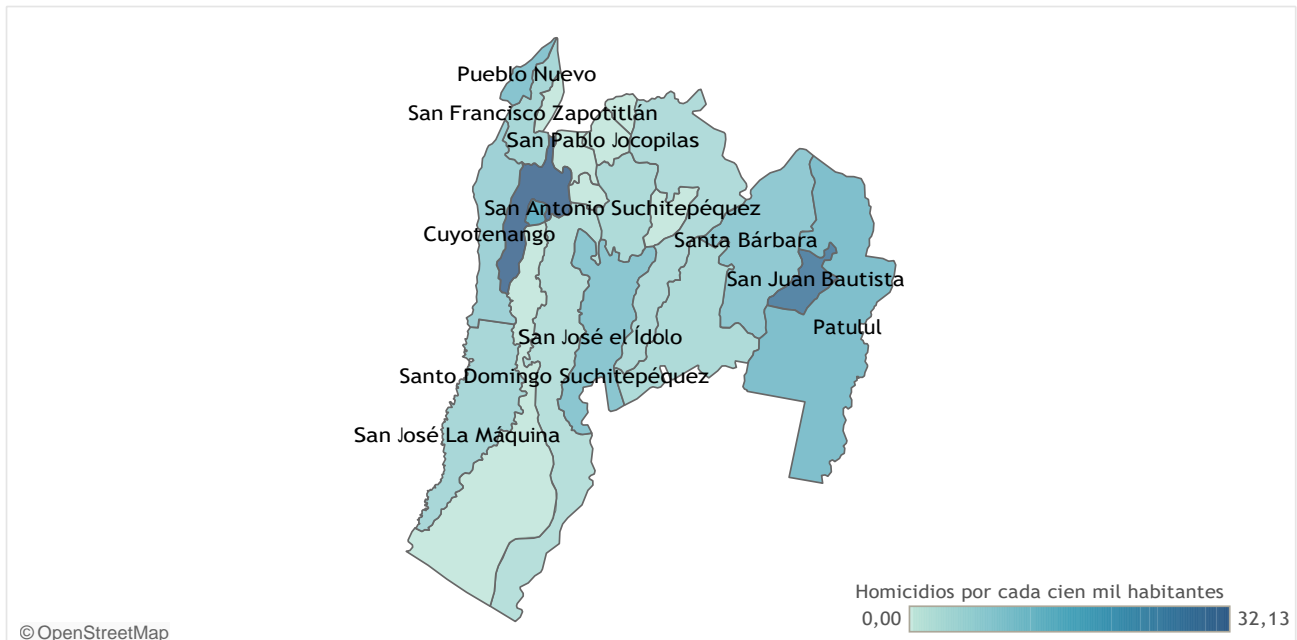 Pueblo Nuevo
San Francisco Zapotitlán
San Pablo Jocopilas
San Antonio Suchitepéquez
Cuyotenango
Santa Bárbara
San Juan Bautista
Patulul
San José el Ídolo
Santo Domingo Suchitepéquez
San José La Máquina
Homicidios por cada cien mil habitantes
0,00 32,13
© OpenStreetMap